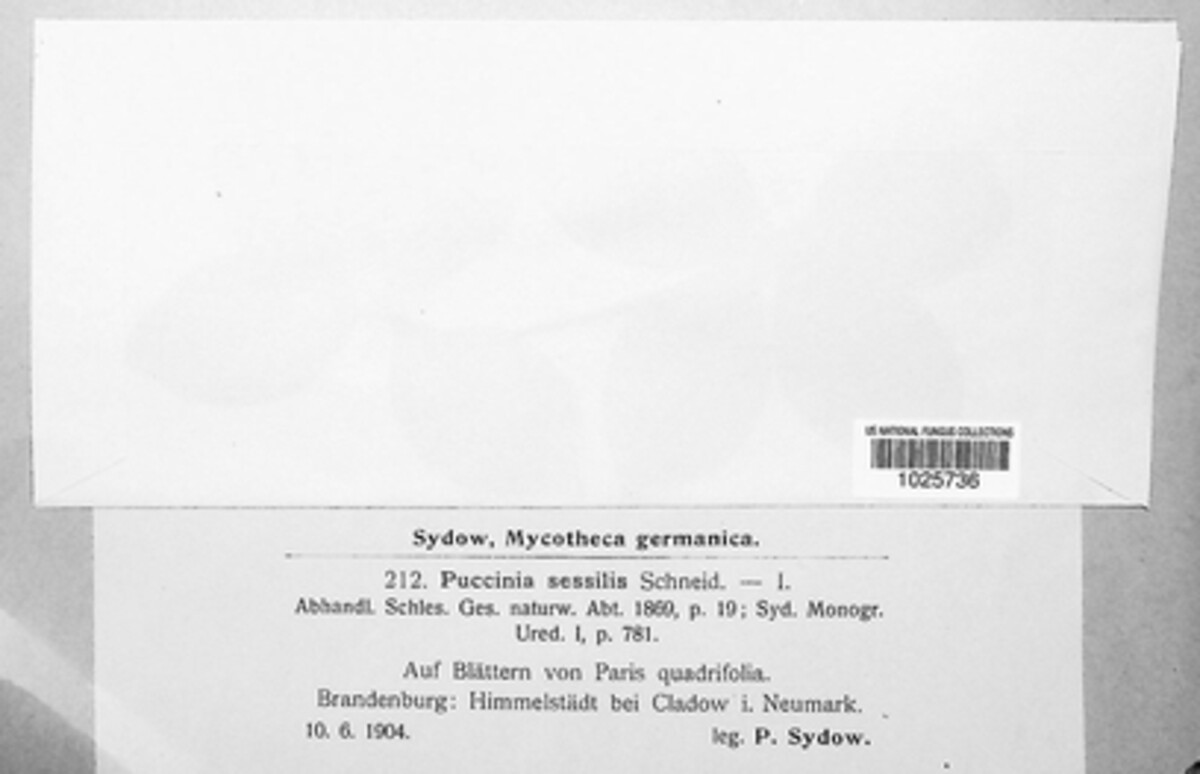 US NATIONAL FUNGUS COLLECTIONS
1025736
Sydow, Mycotheca germanica.
212. Puccinia sessilis Schneid. — I.
Abhandl. Schles. Ges. naturw. Abt. 1869, p. 19; Syd. Monogr.
Ured. I, p. 781.
Auf Blättern von Paris quadrifolia.
Brandenburg: Himmelstädt bei Cladow i. Neumark.
10. 6. 1904.
leg. P. Sydow.